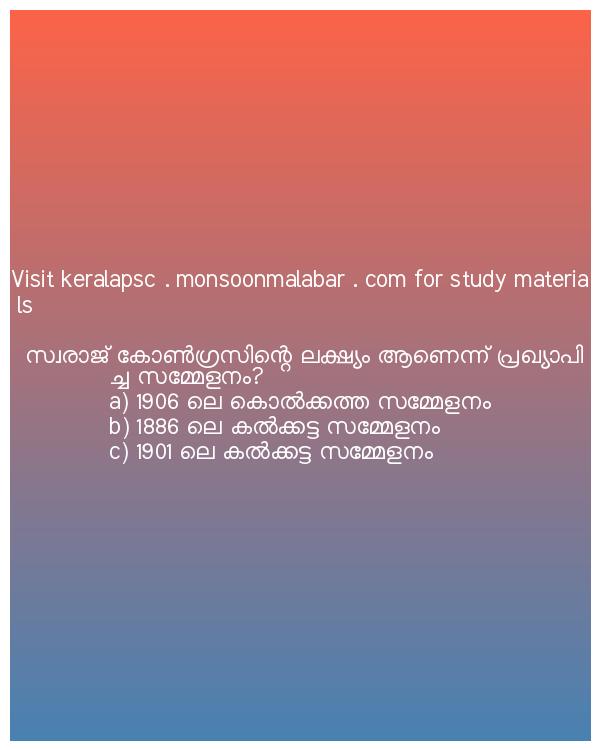 Visit keralapsc . monsoonmalabar . com for study materia
ls
സ്വരാജ് കോൺഗ്രസിന്റെ ലക്ഷ്യം ആണെന്ന് പ്രഖ്യാപി
ച്ച സമ്മേളനം?
a) 1906 ലെ കൊൽക്കത്ത സമ്മേളനം
b) 1886 ലെ കൽക്കട്ട സമ്മേളനം
c) 1901 ലെ കൽക്കട്ട സമ്മേളനം